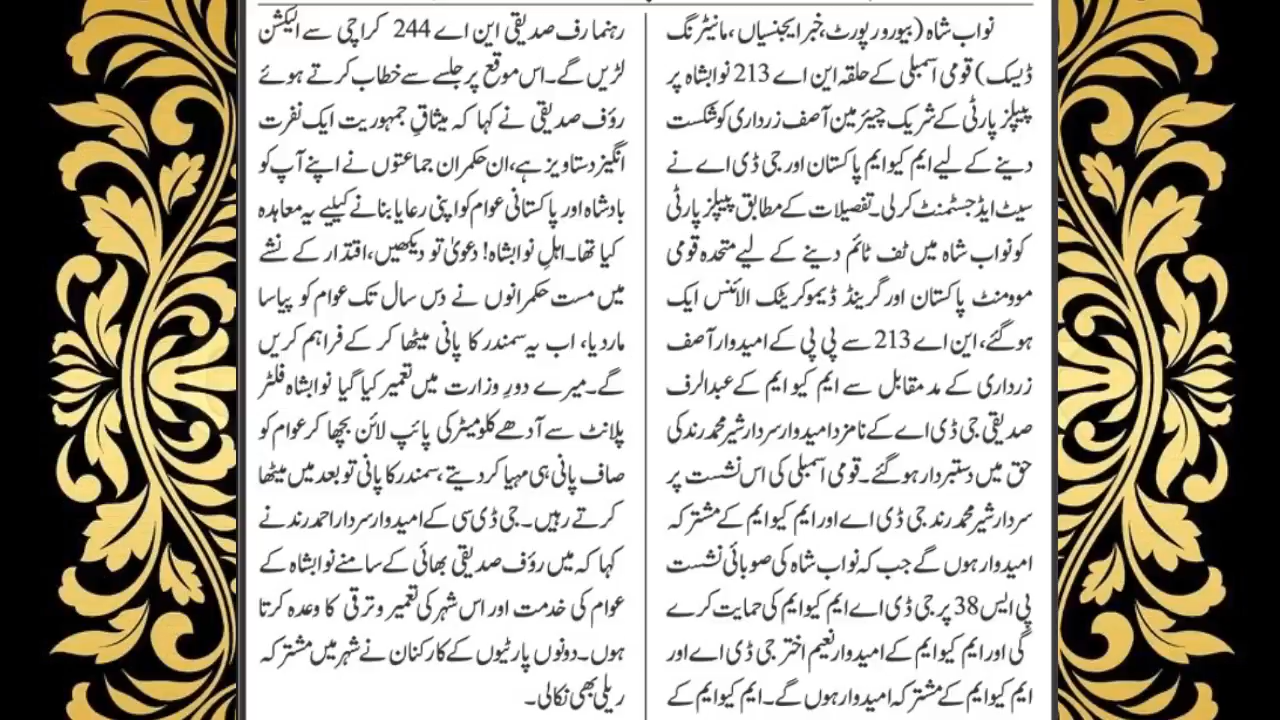 نواب شاہ (بیورو رپورٹ، خبر ایجنسیاں، مانیٹرنگ
ڈیسک) قومی اسمبلی کے حلقہ این اے 213 نوابشاہ پر
پیپلز پارٹی کے شریک چیئرمین آصف زرداری کو شکست
دینے کے لیے ایم کیو ایم پاکستان اور جی ڈی اے نے
سیٹ ایڈجسٹمنٹ کرلی۔ تفصیلات کے مطابق پیپلز پارٹی
کو نواب شاہ میں ٹف ٹائم دینے کے لیے متحدہ قومی
موومنٹ پاکستان اور گرینڈ ڈیموکریٹک الائنس ایک
ہوگئے، این اے 213 سے پی پی کے امیدوار آصف
زرداری کے مدمقابل سے ایم کیو ایم کے عبدالرف
صدیقی جی ڈی اے کے نامزد امیدوار سردار شیر محمد رند کی
حق میں دستبردار ہوگئے۔ قومی اسمبلی کی اس نشست پر
سردار شیر محمد رند جی ڈی اے اور ایم کیو ایم کے مشترکہ
امیدوار ہوں گے جب کہ نواب شاہ کی صوبائی نشست
پی ایس 38 پر جی ڈی اے ایم کیو ایم کی حمایت کرے
گی اور ایم کیو ایم کے امیدوار نعیم اختر جی ڈی اے اور
ایم کیو ایم کے مشترکہ امیدوار ہوں گے۔ ایم کیو ایم کے
رہنما رف صدیقی این اے 244 کراچی سے الیکشن
لڑیں گے۔ اس موقع پر جلسے سے خطاب کرتے ہوئے
رؤف صدیقی نے کہا کہ میثاقِ جمہوریت ایک نفرت
انگیز دستاویز ہے، ان حکمران جماعتوں نے اپنے آپ کو
بادشاہ اور پاکستانی عوام کو اپنی رعایا بنانے کیلئے یہ معاہدہ
کیا تھا۔ اہلِ نوابشاہ! دعویٰ تو دیکھیں، اقتدار کے نشے
میں مست حکمرانوں نے دس سال تک عوام کو پیاسا
ماردیا، اب یہ سمندر کا پانی میٹھا کر کے فراہم کریں
گے۔ میرے دورِ وزارت میں تعمیر کیا گیا نوابشاہ فلٹر
پلانٹ سے آدھے کلومیٹر کی پائپ لائن بچھا کر عوام کو
صاف پانی ہی مہیا کردیتے، سمندر کا پانی تو بعد میں میٹھا
کرتے رہیں۔ جی ڈی سی کے امیدوار سردار احمد رند نے
کہا کہ میں رؤف صدیقی بھائی کے سامنے نوابشاہ کے
عوام کی خدمت اور اس شہر کی تعمیر و ترقی کا وعدہ کرتا
ہوں۔ دونوں پارٹیوں کے کارکنان نے شہر میں مشترکہ
ریلی بھی نکالی۔